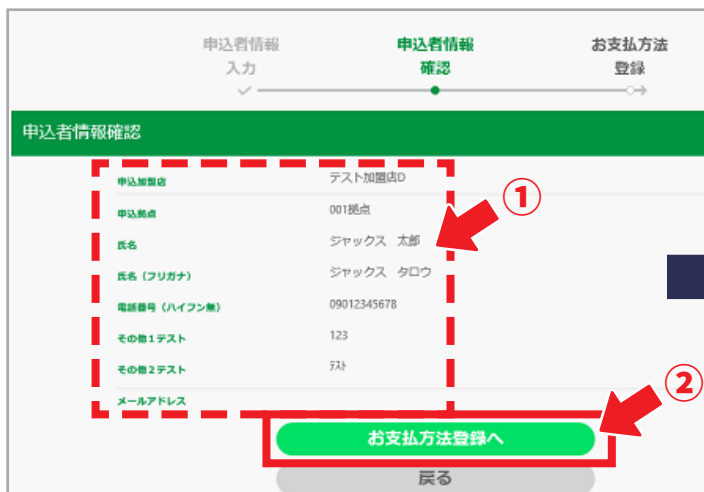 申込者情報 申込者情報 お支払方法
入力 確認 登録
申込者情報確認
申込加盟店 テスト加盟店D
申込拠点 001拠点
①
氏名 ジャックス 太郎
氏名（フリガナ） ジャックス タロウ
電話番号（ハイフン無） 09012345678
その他1テスト 123
その他2テスト ﾃｽﾄ
②
メールアドレス
お支払方法登録へ
戻る